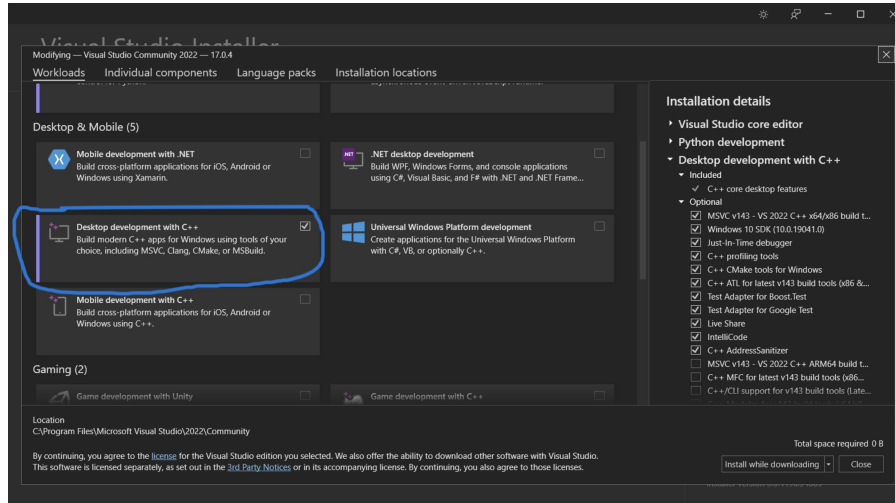 Visual Studio Installer
Modifying — Visual Studio Community 2022 — 17.0.4
Workloads Individual components Language packs Installation locations
Desktop & Mobile (5)
Mobile development with .NET
Build cross-platform applications for iOS, Android or
Windows using Xamarin.
.NET desktop development
Build WPF, Windows Forms, and console applications
using C#, Visual Basic, and F# with .NET and .NET Frame...
Desktop development with C++
Build modern C++ apps for Windows using tools of your
choice, including MSVC, Clang, CMake, or MSBuild.
Universal Windows Platform development
Create applications for the Universal Windows Platform
with C#, VB, or optionally C++.
Mobile development with C++
Build cross-platform applications for iOS, Android or
Windows using C++.
Gaming (2)
Game development with Unity
Game development with C++
Installation details
Visual Studio core editor
Python development
Desktop development with C++
Included
C++ core desktop features
Optional
MSVC v143 - VS 2022 C++ x64/x86 build t...
Windows 10 SDK (10.0.19041.0)
Just-In-Time debugger
C++ profiling tools
C++ CMake tools for Windows
C++ ATL for latest v143 build tools (x86 &...
Test Adapter for Boost.Test
Test Adapter for Google Test
Live Share
IntelliCode
C++ AddressSanitizer
MSVC v143 - VS 2022 C++ ARM64 build t...
C++ MFC for latest v143 build tools (x86...
C++/CLI support for v143 build tools (Late...
Location
C:\Program Files\Microsoft Visual Studio\2022\Community
By continuing, you agree to the license for the Visual Studio edition you selected. We also offer the ability to download other software with Visual Studio.
This software is licensed separately, as set out in the 3rd Party Notices or in its accompanying license. By continuing, you also agree to those licenses.
Total space required 0 B
Install while downloading
Close